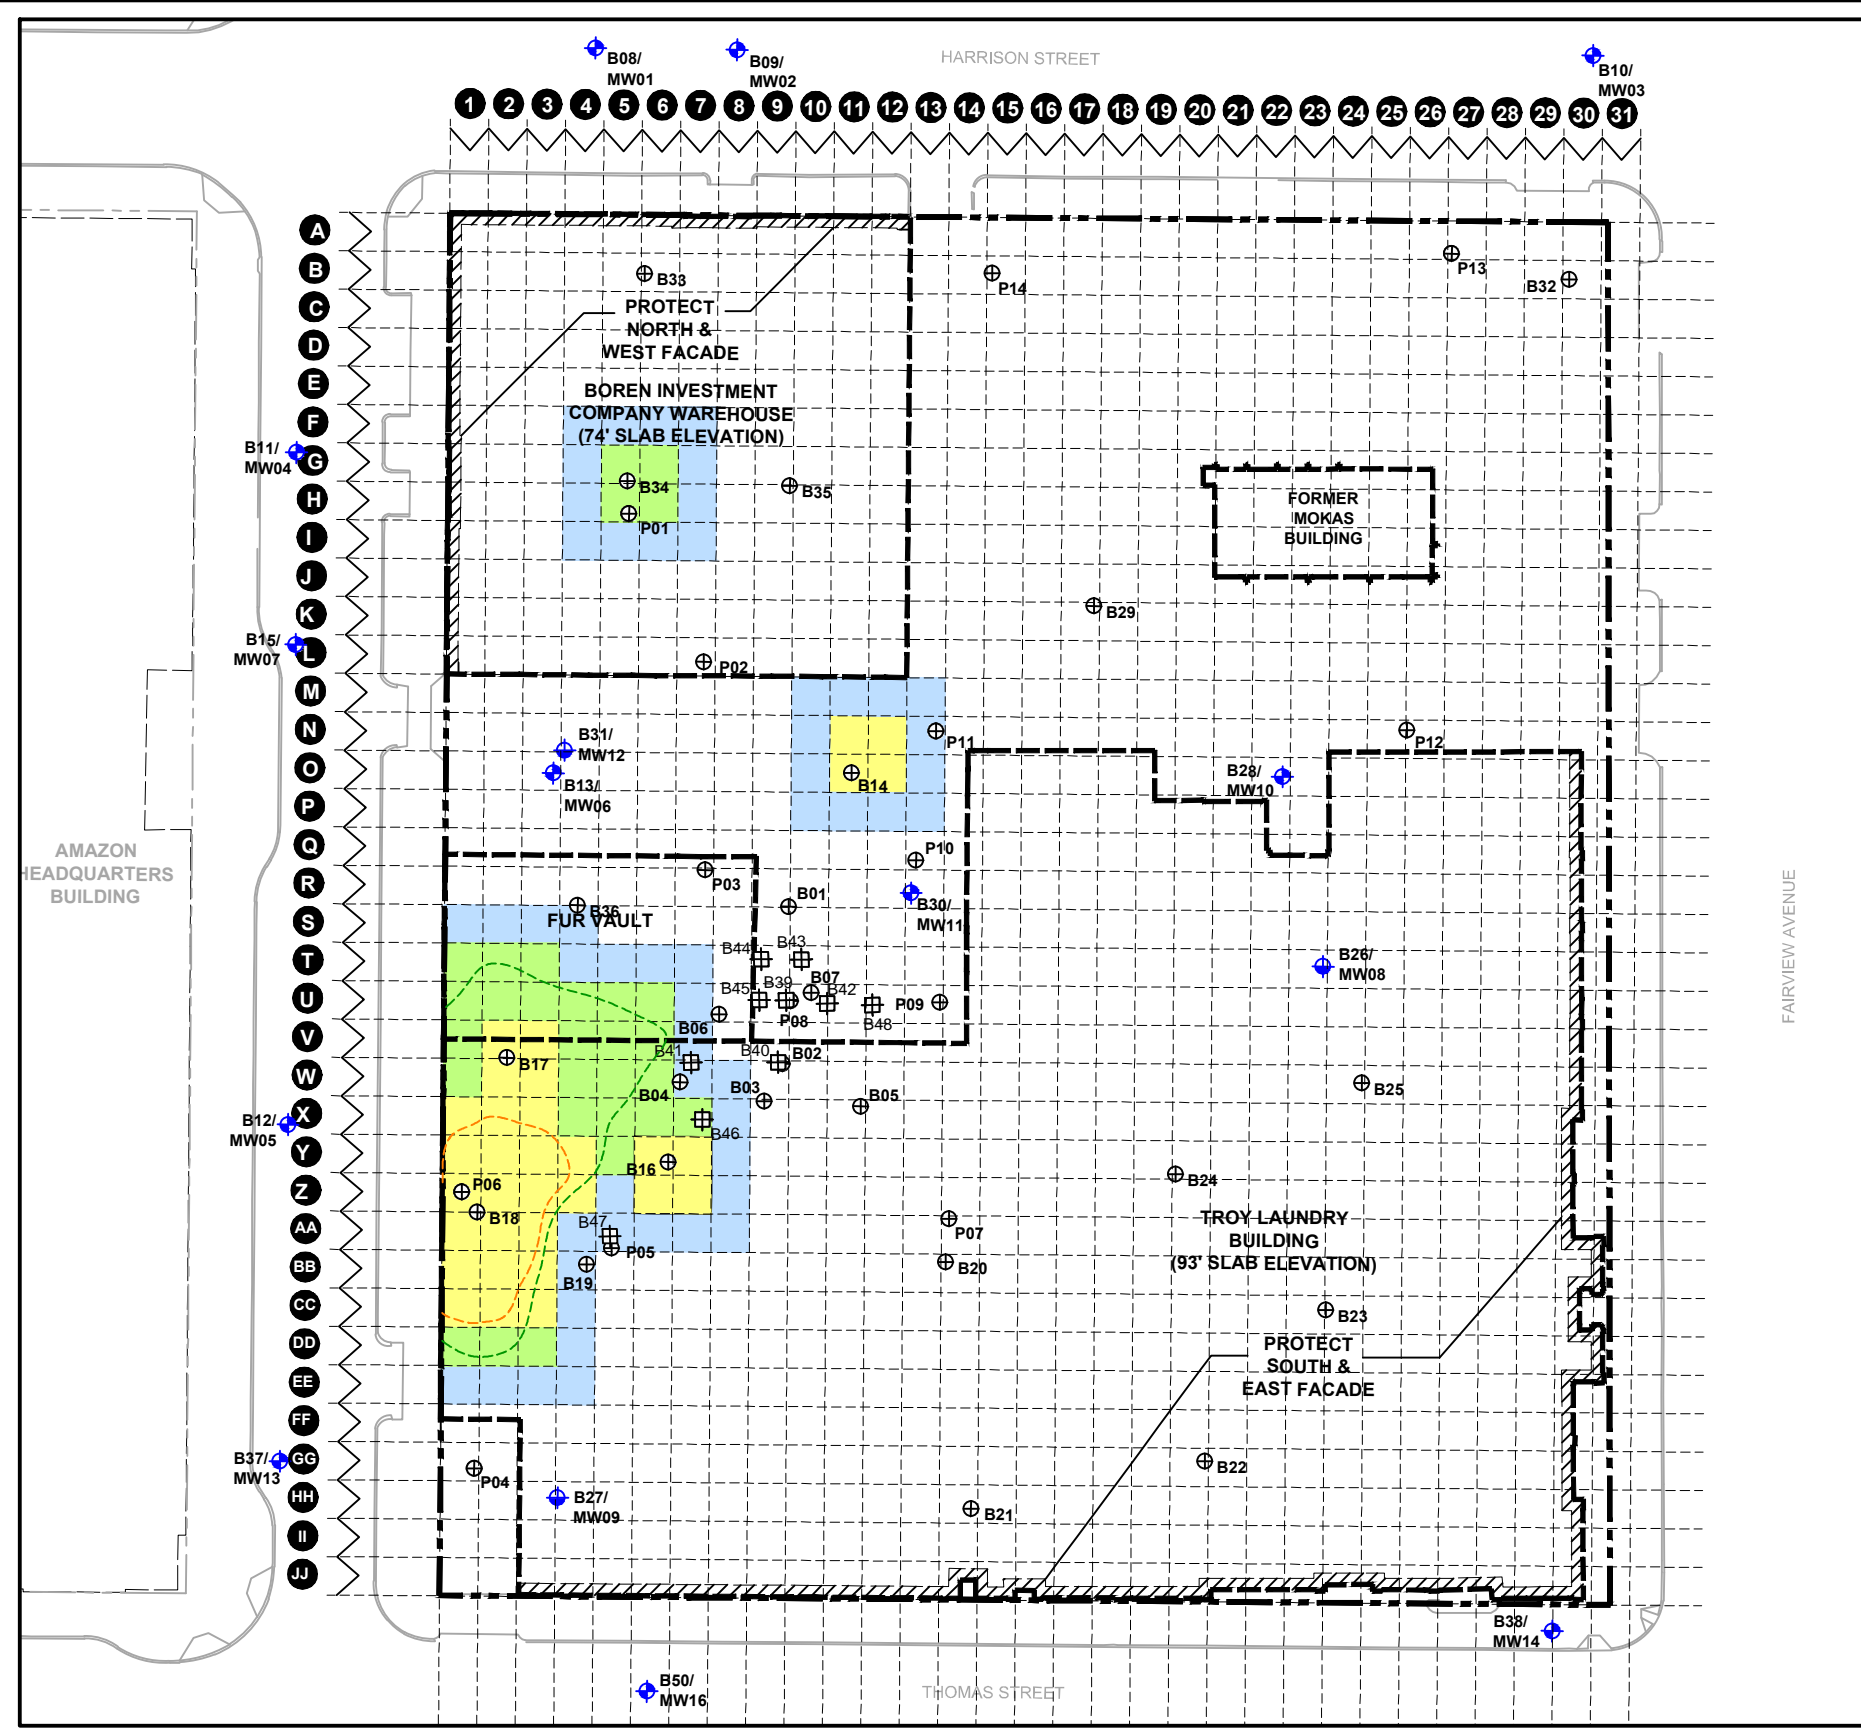 HARRISON STREET
B08/
MW01
B09/
MW02
B10/
MW03
1 2 3 4 5 6 7 8 9 10 11 12 13 14 15 16 17 18 19 20 21 22 23 24 25 26 27 28 29 30 31
A
B
C
D
E
F
G
H
I
J
K
L
M
N
O
P
Q
R
S
T
U
V
W
X
Y
Z
AA
BB
CC
DD
EE
FF
GG
HH
II
JJ
B33
P14
P13
B32
PROTECT
NORTH &
WEST FACADE
BOREN INVESTMENT
COMPANY WAREHOUSE
(74' SLAB ELEVATION)
B11/
MW04
B34
P01
B35
FORMER
MOKAS
BUILDING
B29
B15/
MW07
P02
B31/
MW12
B13/
MW06
P11
B14
P12
B28/
MW10
AMAZON
HEADQUARTERS
BUILDING
P10
P03
B01
B30/
MW11
B36
FUR VAULT
B44
B43
B26/
MW08
B45
B39
B07
B42
P09
P08
B48
B06
B41
B40
B02
B17
B04
B03
B05
B25
B12/
MW05
B46
B16
B24
P06
B18
B47
P05
B19
P07
B20
TROY LAUNDRY
BUILDING
(93' SLAB ELEVATION)
B23
PROTECT
SOUTH &
EAST FACADE
B37/
MW13
P04
B27/
MW09
B22
B21
B38/
MW14
B50/
MW16
THOMAS STREET
FAIRVIEW AVENUE